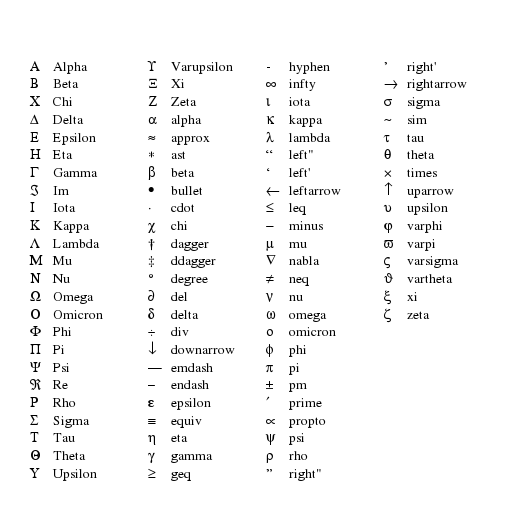 Α Alpha ϒ Varupsilon - hyphen ’ right'
Β Beta Ξ Xi ∞ infty → rightarrow
Χ Chi Ζ Zeta ι iota σ sigma
Δ Delta α alpha κ kappa ~ sim
Ε Epsilon ≈ approx λ lambda τ tau
Η Eta ∗ ast “ left" θ theta
Γ Gamma β beta ‘ left' × times
ℑ Im • bullet ← leftarrow ↑ uparrow
Ι Iota · cdot ≤ leq υ upsilon
Κ Kappa χ chi − minus φ varphi
Λ Lambda † dagger μ mu ϖ varpi
Μ Mu ‡ ddagger ∇ nabla ς varsigma
Ν Nu ° degree ≠ neq ϑ vartheta
Ω Omega ∂ del ν nu ξ xi
Ο Omicron δ delta ω omega ζ zeta
Φ Phi ÷ div ο omicron
Π Pi ↓ downarrow ϕ phi
Ψ Psi — emdash π pi
ℜ Re – endash ± pm
Ρ Rho ε epsilon ′ prime
Σ Sigma ≡ equiv ∝ propto
Τ Tau η eta ψ psi
Θ Theta γ gamma ρ rho
Υ Upsilon ≥ geq ” right"